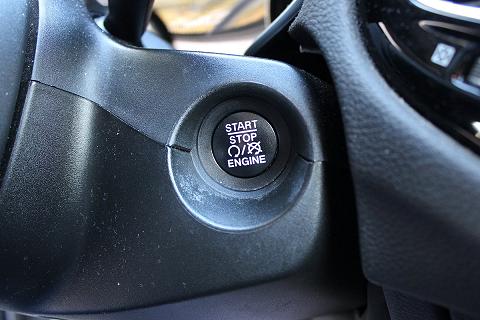 START
STOP
/
ENGINE